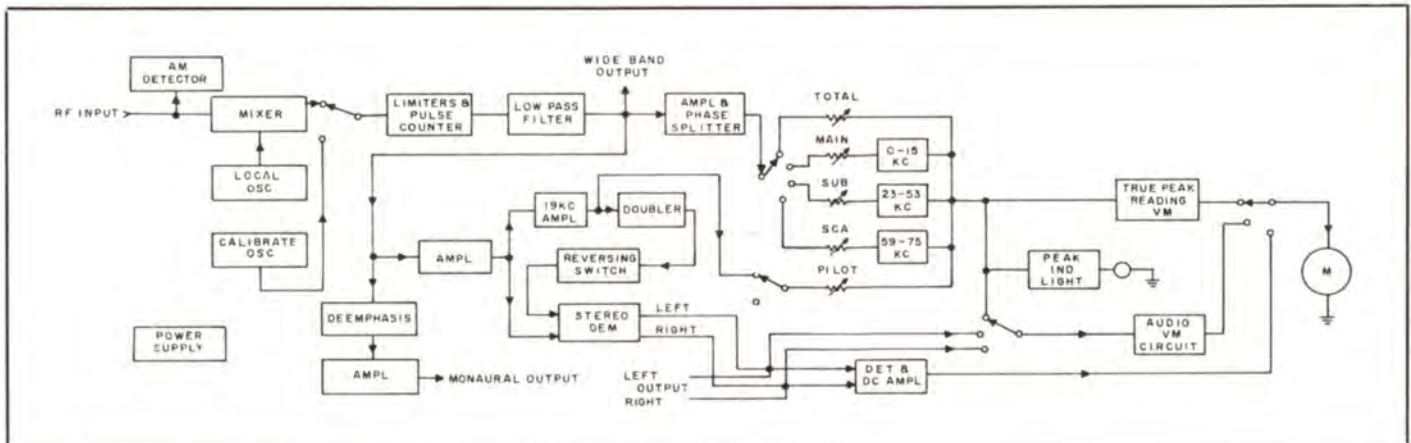 AM
DETECTOR
RF INPUT
MIXER
LOCAL
OSC
CALIBRATE
OSC
POWER
SUPPLY
LIMITERS &
PULSE
COUNTER
LOW PASS
FILTER
WIDE BAND
OUTPUT
AMPL &
PHASE
SPLITTER
TOTAL
MAIN
0-15
KC
SUB
23-53
KC
SCA
59-75
KC
PILOT
19KC
AMPL
DOUBLER
REVERSING
SWITCH
AMPL
STEREO
DEM
LEFT
RIGHT
DEEMPHASIS
AMPL
MONAURAL OUTPUT
LEFT
OUTPUT
RIGHT
DET &
DC AMPL
TRUE PEAK
READING
VM
PEAK
IND
LIGHT
AUDIO
VM
CIRCUIT
M